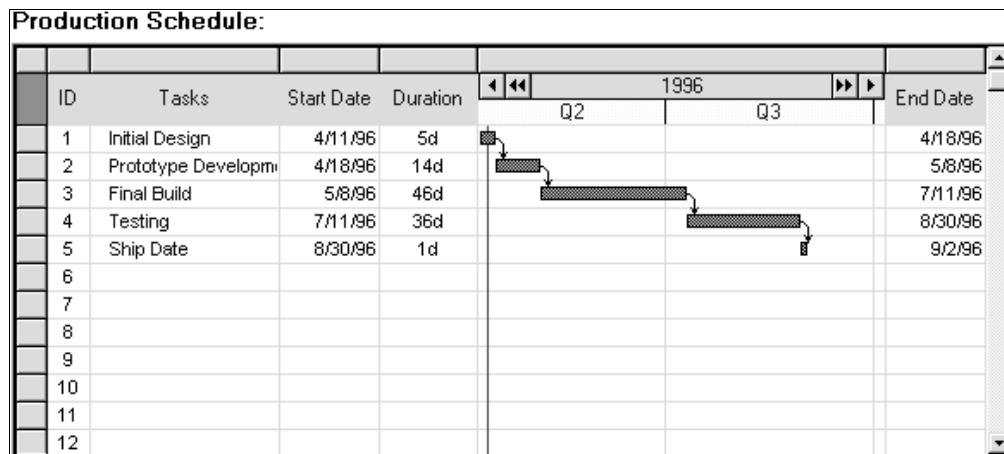 Production Schedule:
ID Tasks Start Date Duration 1996 End Date
Q2 Q3
1 Initial Design 4/11/96 5d 4/18/96
2 Prototype Developm 4/18/96 14d 5/8/96
3 Final Build 5/8/96 46d 7/11/96
4 Testing 7/11/96 36d 8/30/96
5 Ship Date 8/30/96 1d 9/2/96
6
7
8
9
10
11
12